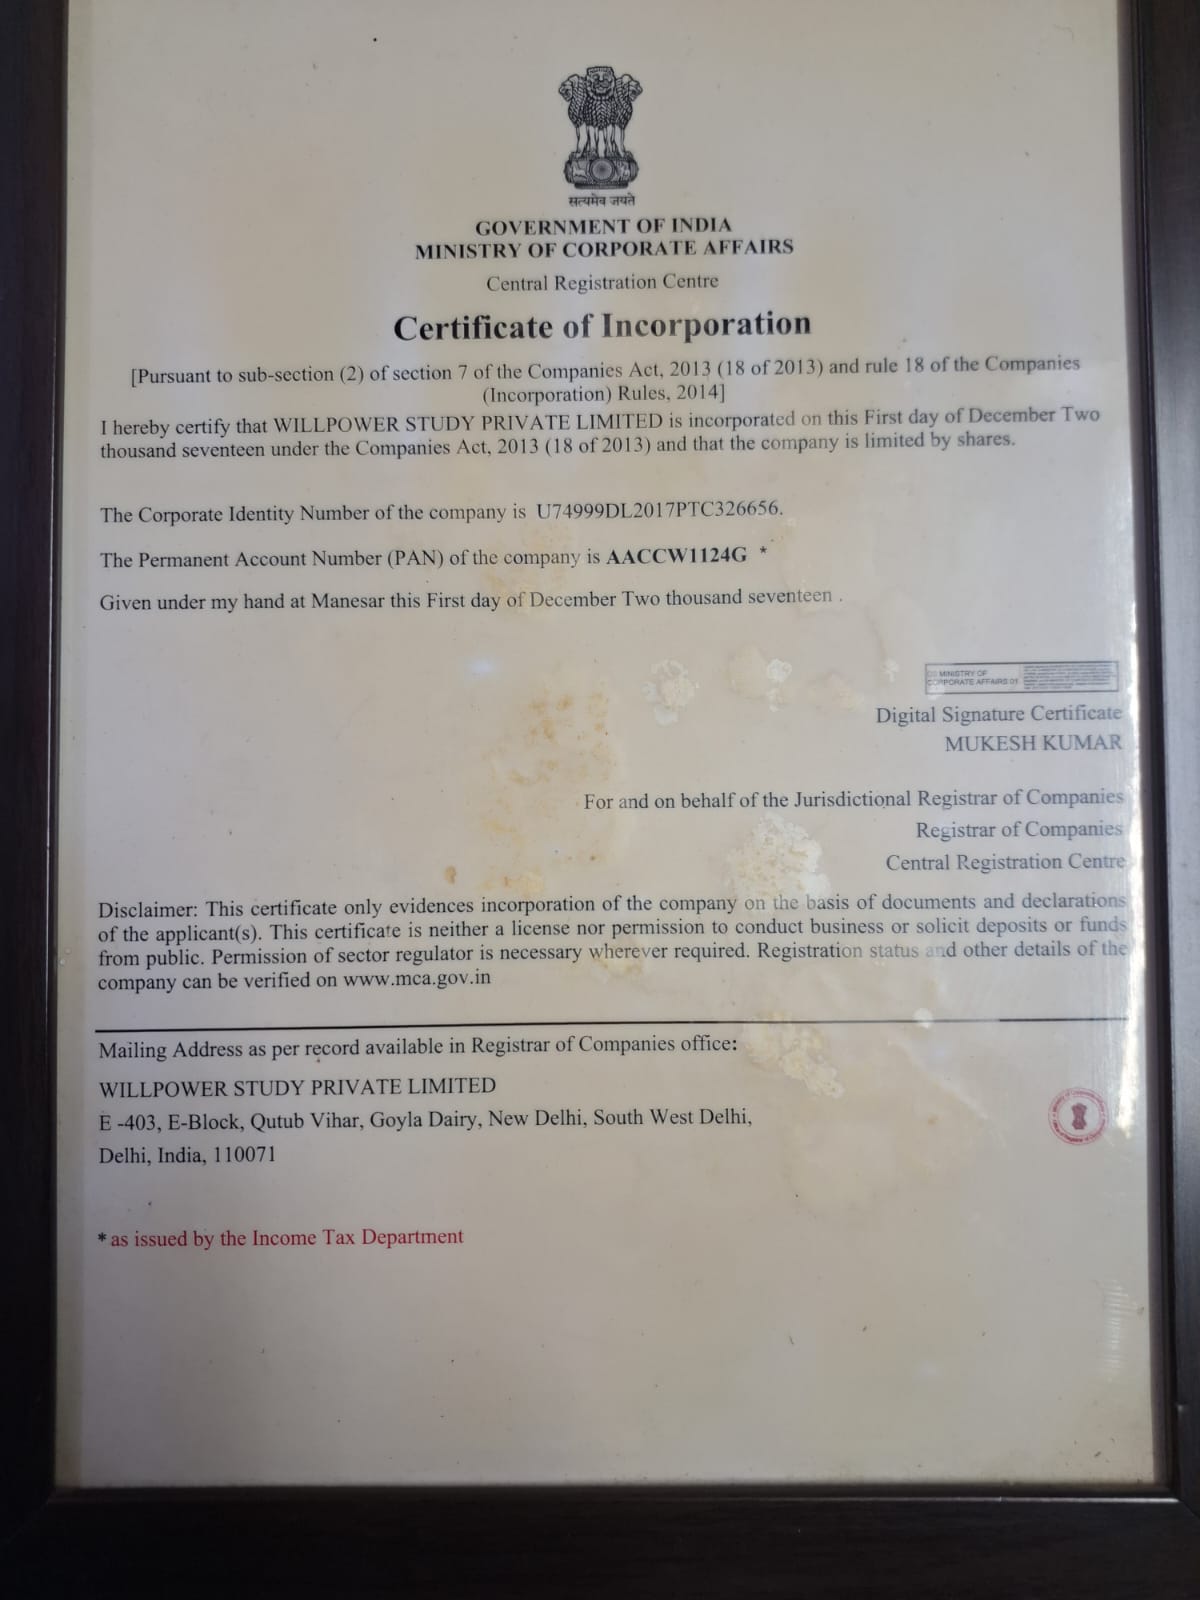 सत्यमेव जयते
GOVERNMENT OF INDIA
MINISTRY OF CORPORATE AFFAIRS
Central Registration Centre
Certificate of Incorporation
[Pursuant to sub-section (2) of section 7 of the Companies Act, 2013 (18 of 2013) and rule 18 of the Companies
(Incorporation) Rules, 2014]
I hereby certify that WILLPOWER STUDY PRIVATE LIMITED is incorporated on this First day of December Two
thousand seventeen under the Companies Act, 2013 (18 of 2013) and that the company is limited by shares.
The Corporate Identity Number of the company is U74999DL2017PTC326656.
The Permanent Account Number (PAN) of the company is AACCW1124G *
Given under my hand at Manesar this First day of December Two thousand seventeen .
DS MINISTRY OF
CORPORATE AFFAIRS 01
Digital Signature Certificate
MUKESH KUMAR
For and on behalf of the Jurisdictional Registrar of Companies
Registrar of Companies
Central Registration Centre
Disclaimer: This certificate only evidences incorporation of the company on the basis of documents and declarations
of the applicant(s). This certificate is neither a license nor permission to conduct business or solicit deposits or funds
from public. Permission of sector regulator is necessary wherever required. Registration status and other details of the
company can be verified on www.mca.gov.in
Mailing Address as per record available in Registrar of Companies office:
WILLPOWER STUDY PRIVATE LIMITED
E -403, E-Block, Qutub Vihar, Goyla Dairy, New Delhi, South West Delhi,
Delhi, India, 110071
* as issued by the Income Tax Department